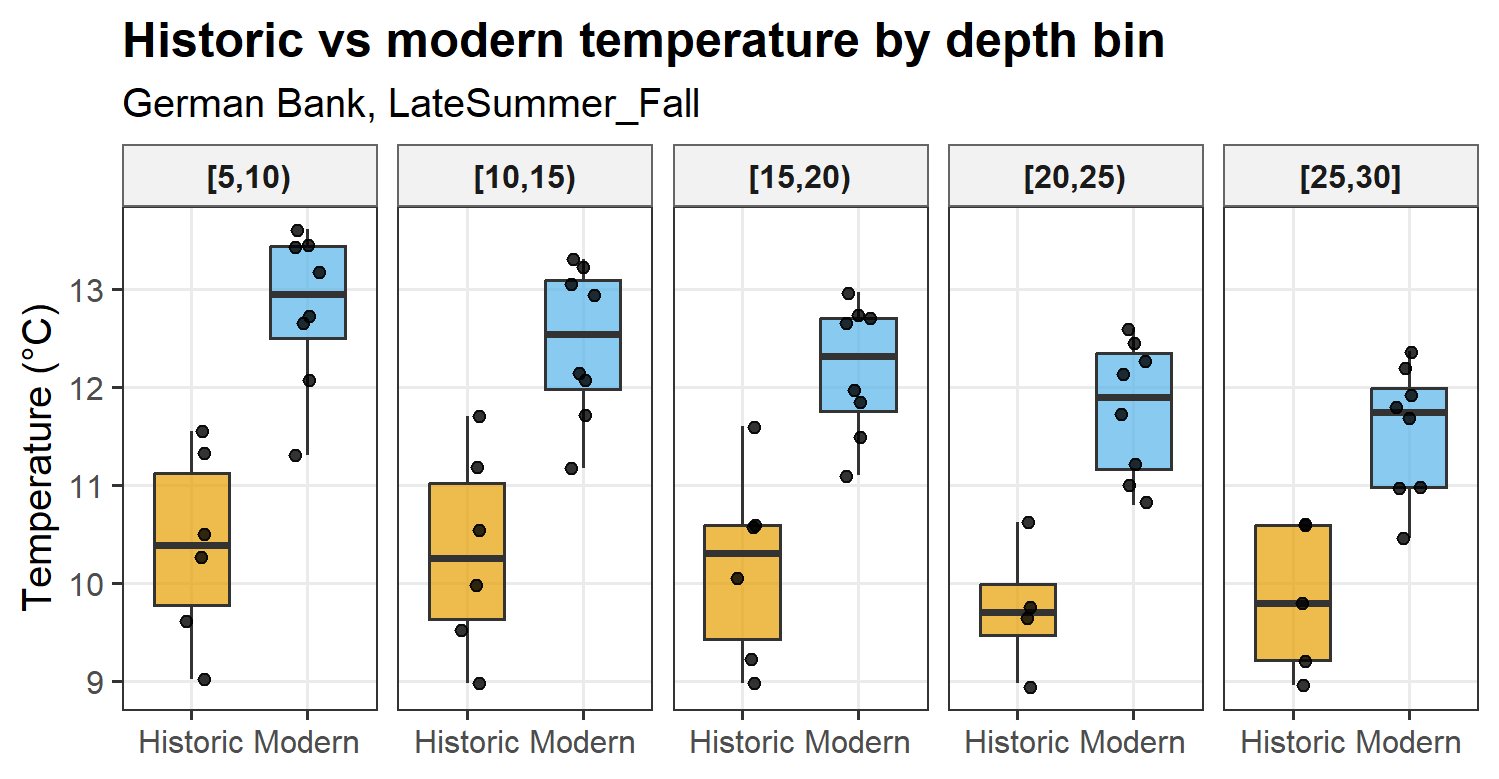 Historic vs modern temperature by depth bin
German Bank, LateSummer_Fall
[5,10) [10,15) [15,20) [20,25) [25,30]
Temperature (°C)
13
12
11
10
9
Historic Modern Historic Modern Historic Modern Historic Modern Historic Modern